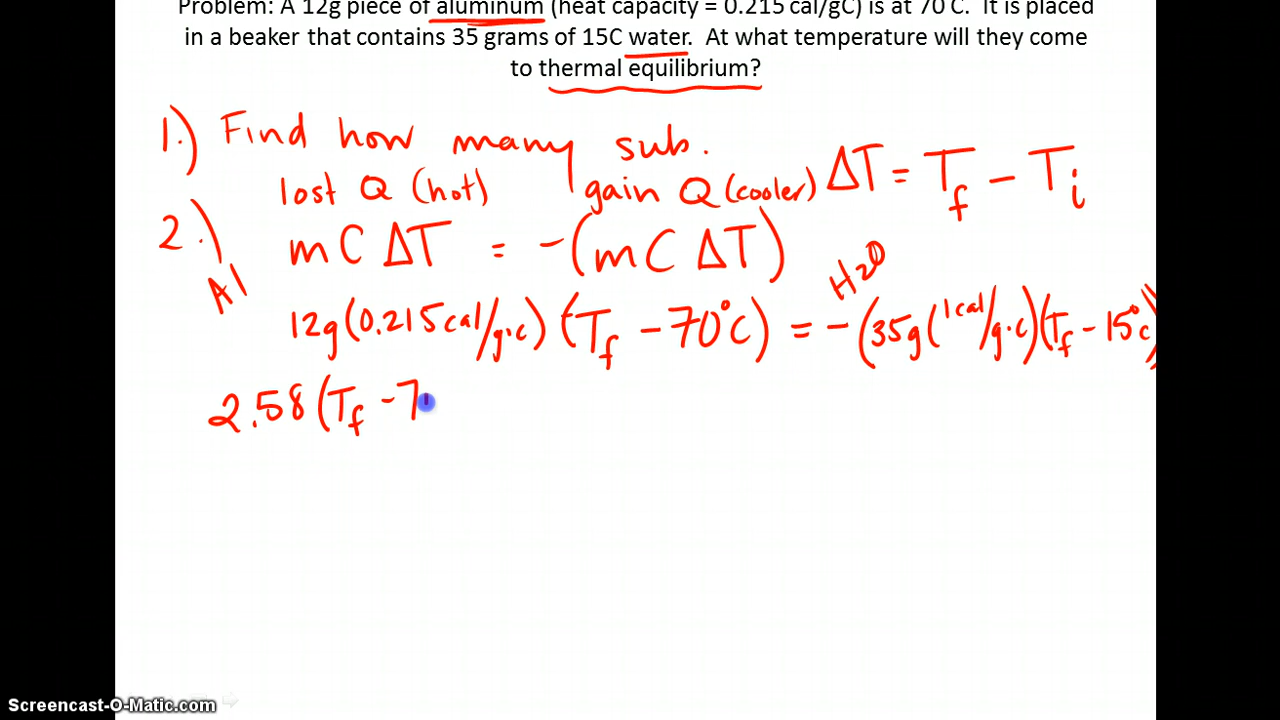 Problem: A 12g piece of aluminum (heat capacity = 0.215 cal/gC) is at 70 C. It is placed
in a beaker that contains 35 grams of 15C water. At what temperature will they come
to thermal equilibrium?
1.) Find how many sub.
lost Q (hot) gain Q (cooler) ΔT = Tf - Ti
2.) m C ΔT = -(m C ΔT)
Al H2O
12g(0.215cal/g·c) (Tf - 70°C) = -(35g(1cal/g·c)(Tf - 15°c)
2.58 (Tf - 7
Screencast-O-Matic.com